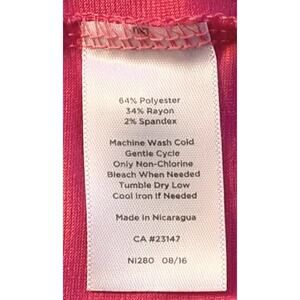 64% Polyester
34% Rayon
2% Spandex
Machine Wash Cold
Gentle Cycle
Only Non-Chlorine
Bleach When Needed
Tumble Dry Low
Cool Iron If Needed
Made in Nicaragua
CA #23147
NI280 08/16